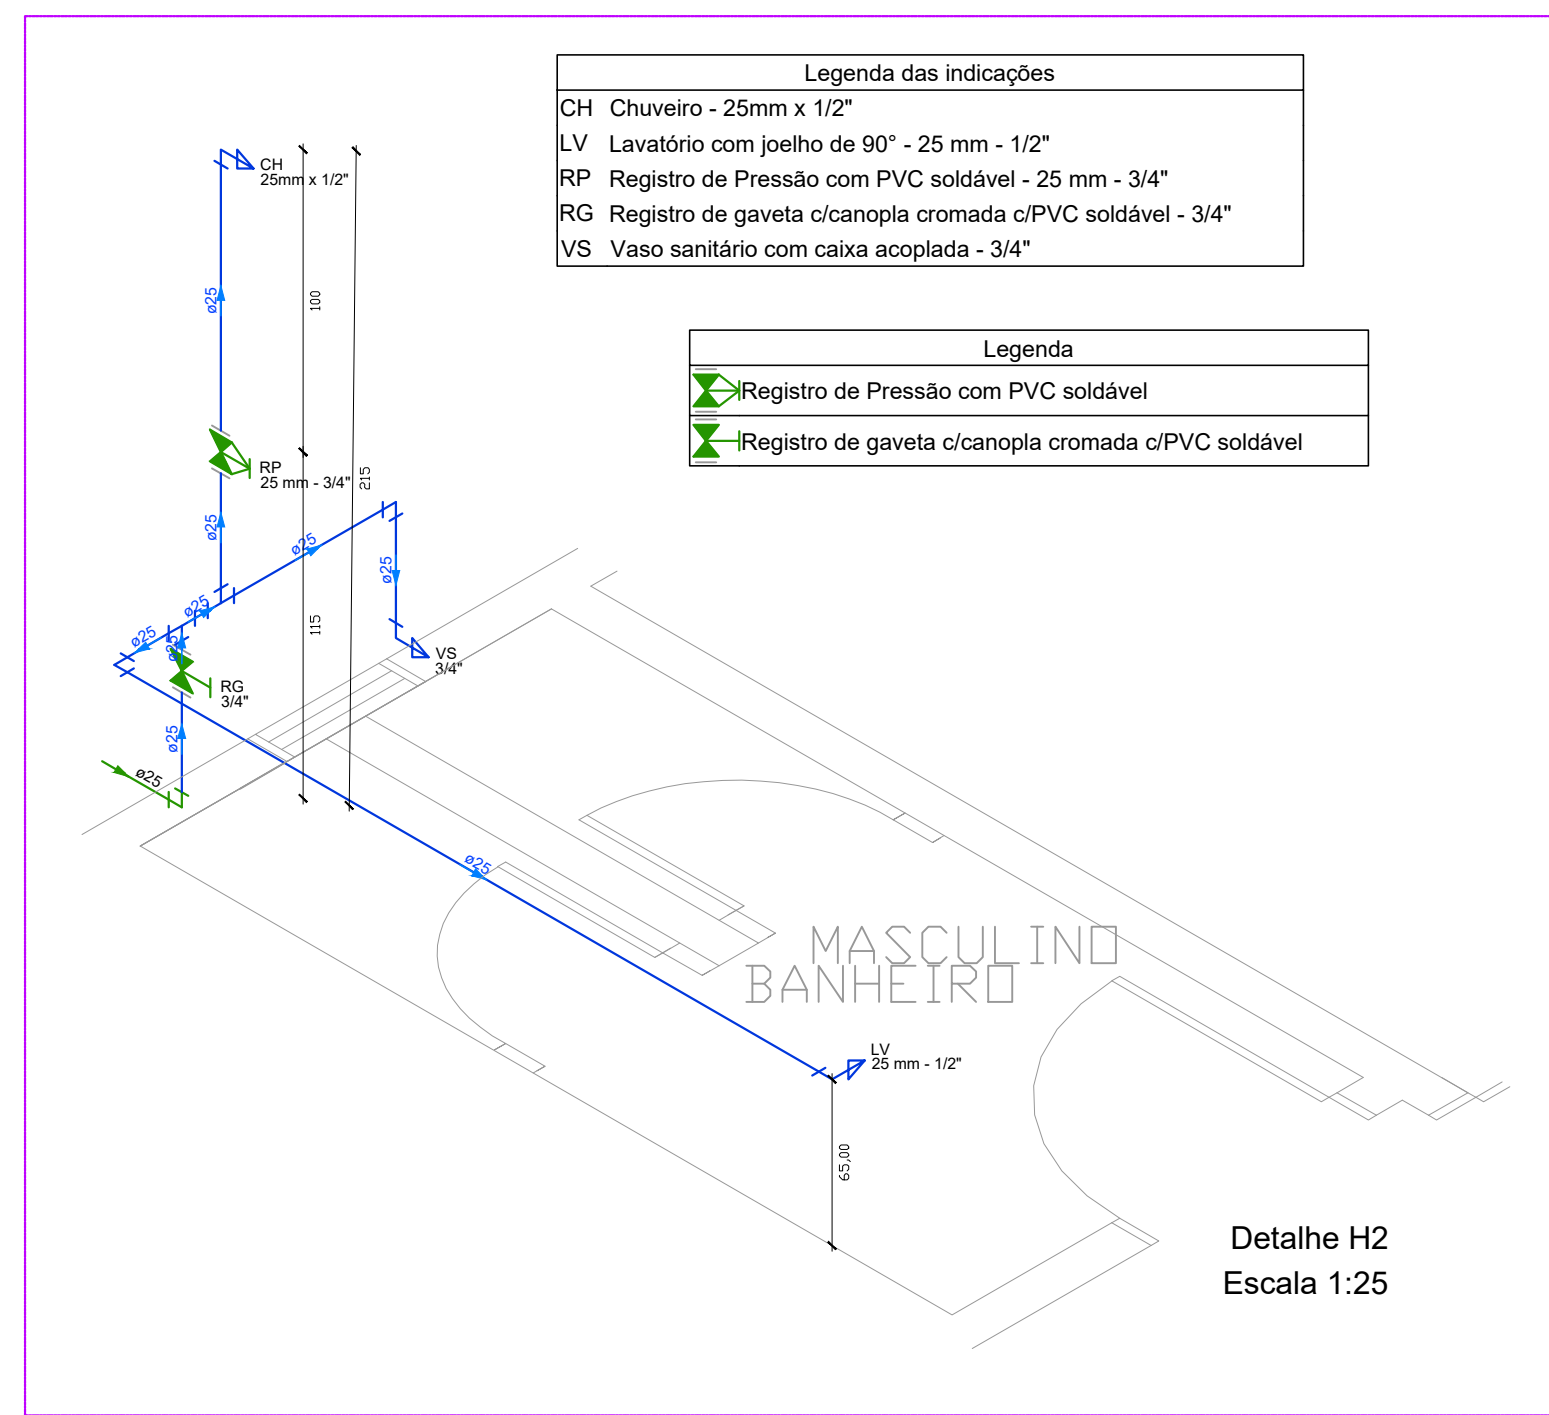 Legenda das indicações
CH Chuveiro - 25mm x 1/2"
LV Lavatório com joelho de 90° - 25 mm - 1/2"
RP Registro de Pressão com PVC soldável - 25 mm - 3/4"
RG Registro de gaveta c/canopla cromada c/PVC soldável - 3/4"
VS Vaso sanitário com caixa acoplada - 3/4"
CH
25mm x 1/2"
ø25
100
Legenda
Registro de Pressão com PVC soldável
Registro de gaveta c/canopla cromada c/PVC soldável
RP
25 mm - 3/4"
215
ø25
ø25
ø25
ø25
115
ø25
ø25
VS
3/4"
RG
3/4"
ø25
ø25
ø25
MASCULINO
BANHEIRO
LV
25 mm - 1/2"
65,00
Detalhe H2
Escala 1:25